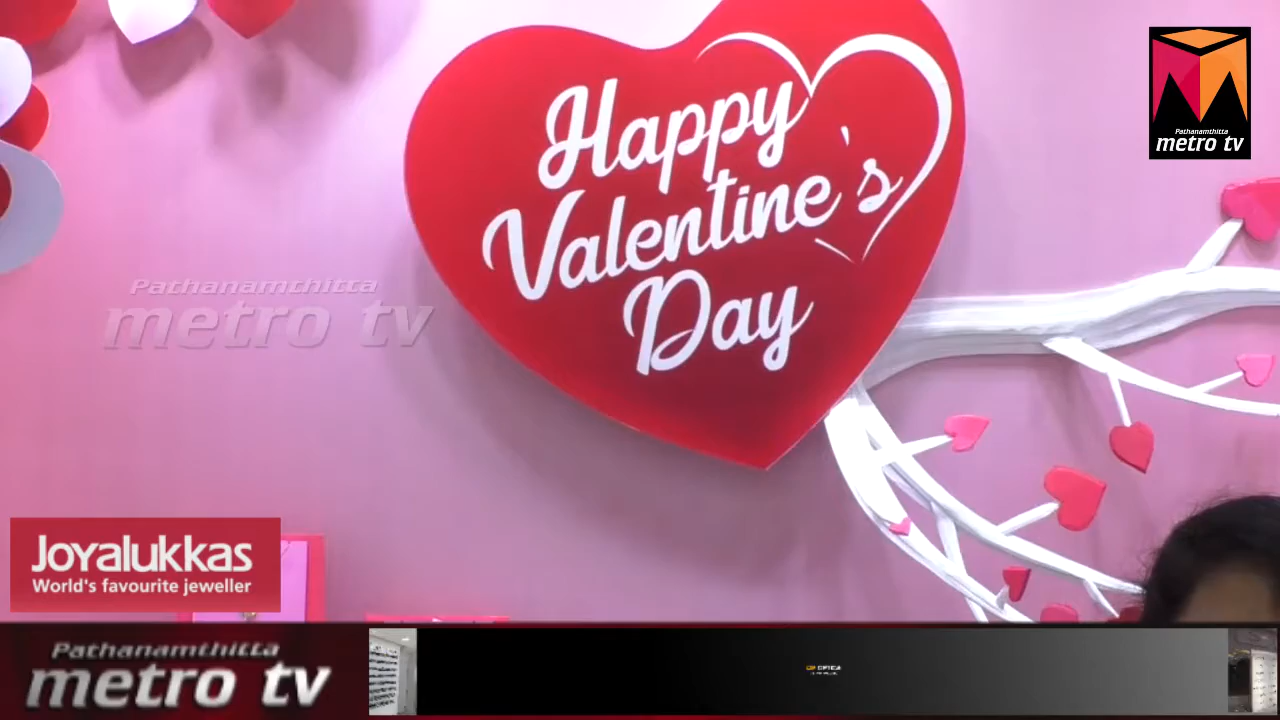 Happy
Valentine's
Day
Pathanamthitta
metro tv
Pathanamthitta
metro tv
Joyalukkas
World's favourite jeweller
Pathanamthitta
metro tv